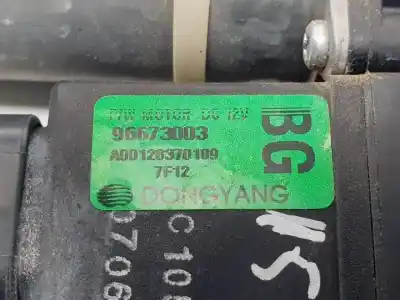 P/W MOTOR - DC 12V
96673003
A00128370109
7F12
DONGYANG
BG